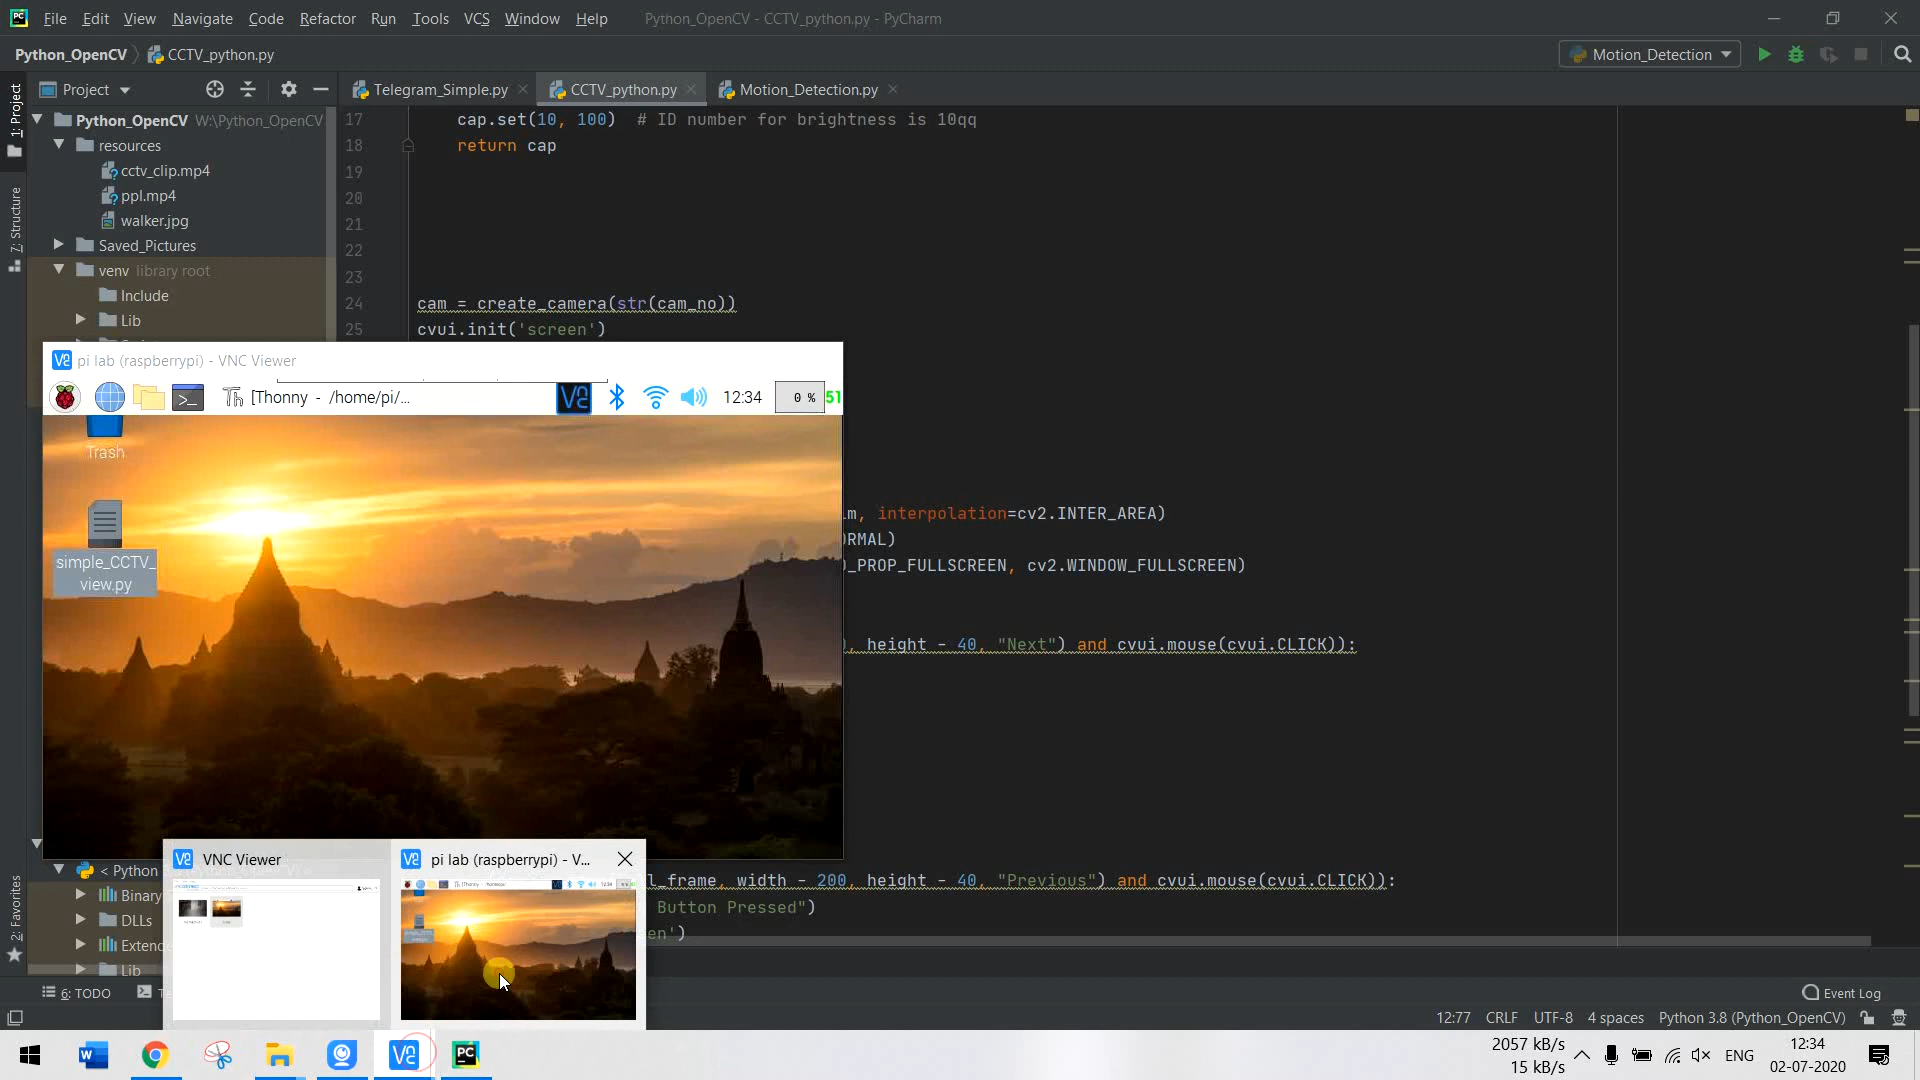 File Edit View Navigate Code Refactor Run Tools VCS Window Help Python_OpenCV - CCTV_python.py - PyCharm
Python_OpenCV CCTV_python.py Motion_Detection
Project Telegram_Simple.py CCTV_python.py Motion_Detection.py
1: Project
7: Structure
2: Favorites
Python_OpenCV W:\Python_OpenCV
resources
cctv_clip.mp4
ppl.mp4
walker.jpg
Saved_Pictures
venv library root
Include
Lib
17 cap.set(10, 100) # ID number for brightness is 10qq
18 return cap
19
20
21
22
23
24 cam = create_camera(str(cam_no))
25 cvui.init('screen')
pi lab (raspberrypi) - VNC Viewer
[Thonny - /home/pi/... 12:34 0 % 51
Trash
simple_CCTV_
view.py
m, interpolation=cv2.INTER_AREA)
RMAL)
_PROP_FULLSCREEN, cv2.WINDOW_FULLSCREEN)
, height - 40, "Next") and cvui.mouse(cvui.CLICK)):
VNC Viewer pi lab (raspberrypi) - V...
< Python
Binary
DLLs
Extend
Lib
l_frame, width - 200, height - 40, "Previous") and cvui.mouse(cvui.CLICK)):
Button Pressed")
en')
6: TODO Te Event Log
12:77 CRLF UTF-8 4 spaces Python 3.8 (Python_OpenCV)
2057 kB/s
15 kB/s
ENG
12:34
02-07-2020